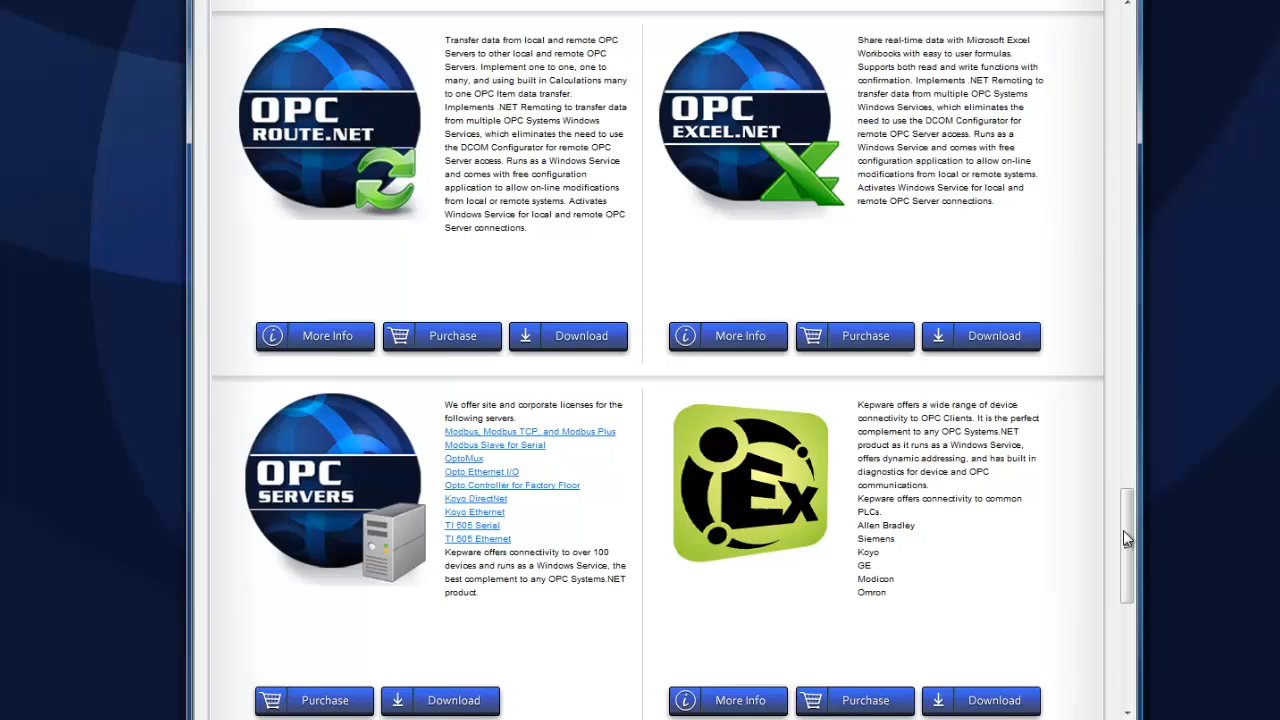 OPC
ROUTE.NET
Transfer data from local and remote OPC
Servers to other local and remote OPC
Servers. Implement one to one, one to
many, and using built in Calculations many
to one OPC Item data transfer.
Implements .NET Remoting to transfer data
from multiple OPC Systems Windows
Services, which eliminates the need to use
the DCOM Configurator for remote OPC
Server access. Runs as a Windows Service
and comes with free configuration
application to allow on-line modifications
from local or remote systems. Activates
Windows Service for local and remote OPC
Server connections.
More Info
Purchase
Download
OPC
EXCEL.NET
Share real-time data with Microsoft Excel
Workbooks with easy to user formulas.
Supports both read and write functions with
confirmation. Implements .NET Remoting to
transfer data from multiple OPC Systems
Windows Services, which eliminates the
need to use the DCOM Configurator for
remote OPC Server access. Runs as a
Windows Service and comes with free
configuration application to allow on-line
modifications from local or remote systems.
Activates Windows Service for local and
remote OPC Server connections.
More Info
Purchase
Download
OPC
SERVERS
We offer site and corporate licenses for the
following servers.
Modbus, Modbus TCP, and Modbus Plus
Modbus Slave for Serial
OptoMux
Opto Ethernet I/O
Opto Controller for Factory Floor
Koyo DirectNet
Koyo Ethernet
TI 505 Serial
TI 505 Ethernet
Kepware offers connectivity to over 100
devices and runs as a Windows Service, the
best complement to any OPC Systems.NET
product.
Purchase
Download
Ex
Kepware offers a wide range of device
connectivity to OPC Clients. It is the perfect
complement to any OPC Systems.NET
product as it runs as a Windows Service,
offers dynamic addressing, and has built in
diagnostics for device and OPC
communications.
Kepware offers connectivity to common
PLCs.
Allen Bradley
Siemens
Koyo
GE
Modicon
Omron
More Info
Purchase
Download